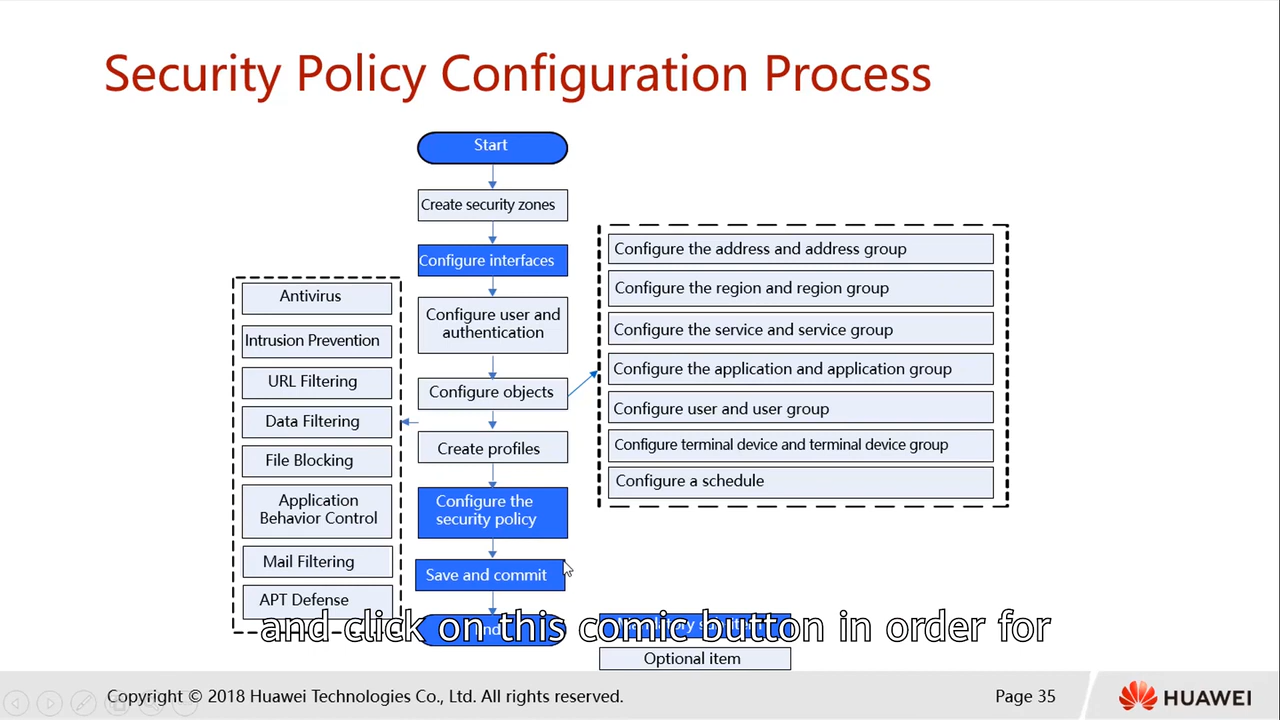 Security Policy Configuration Process
Start
Create security zones
Configure interfaces
Configure user and
authentication
Configure objects
Create profiles
Configure the
security policy
Save and commit
Antivirus
Intrusion Prevention
URL Filtering
Data Filtering
File Blocking
Application
Behavior Control
Mail Filtering
APT Defense
Configure the address and address group
Configure the region and region group
Configure the service and service group
Configure the application and application group
Configure user and user group
Configure terminal device and terminal device group
Configure a schedule
and click on this comic button in order for
Optional item
Copyright © 2018 Huawei Technologies Co., Ltd. All rights reserved.
Page 35
HUAWEI